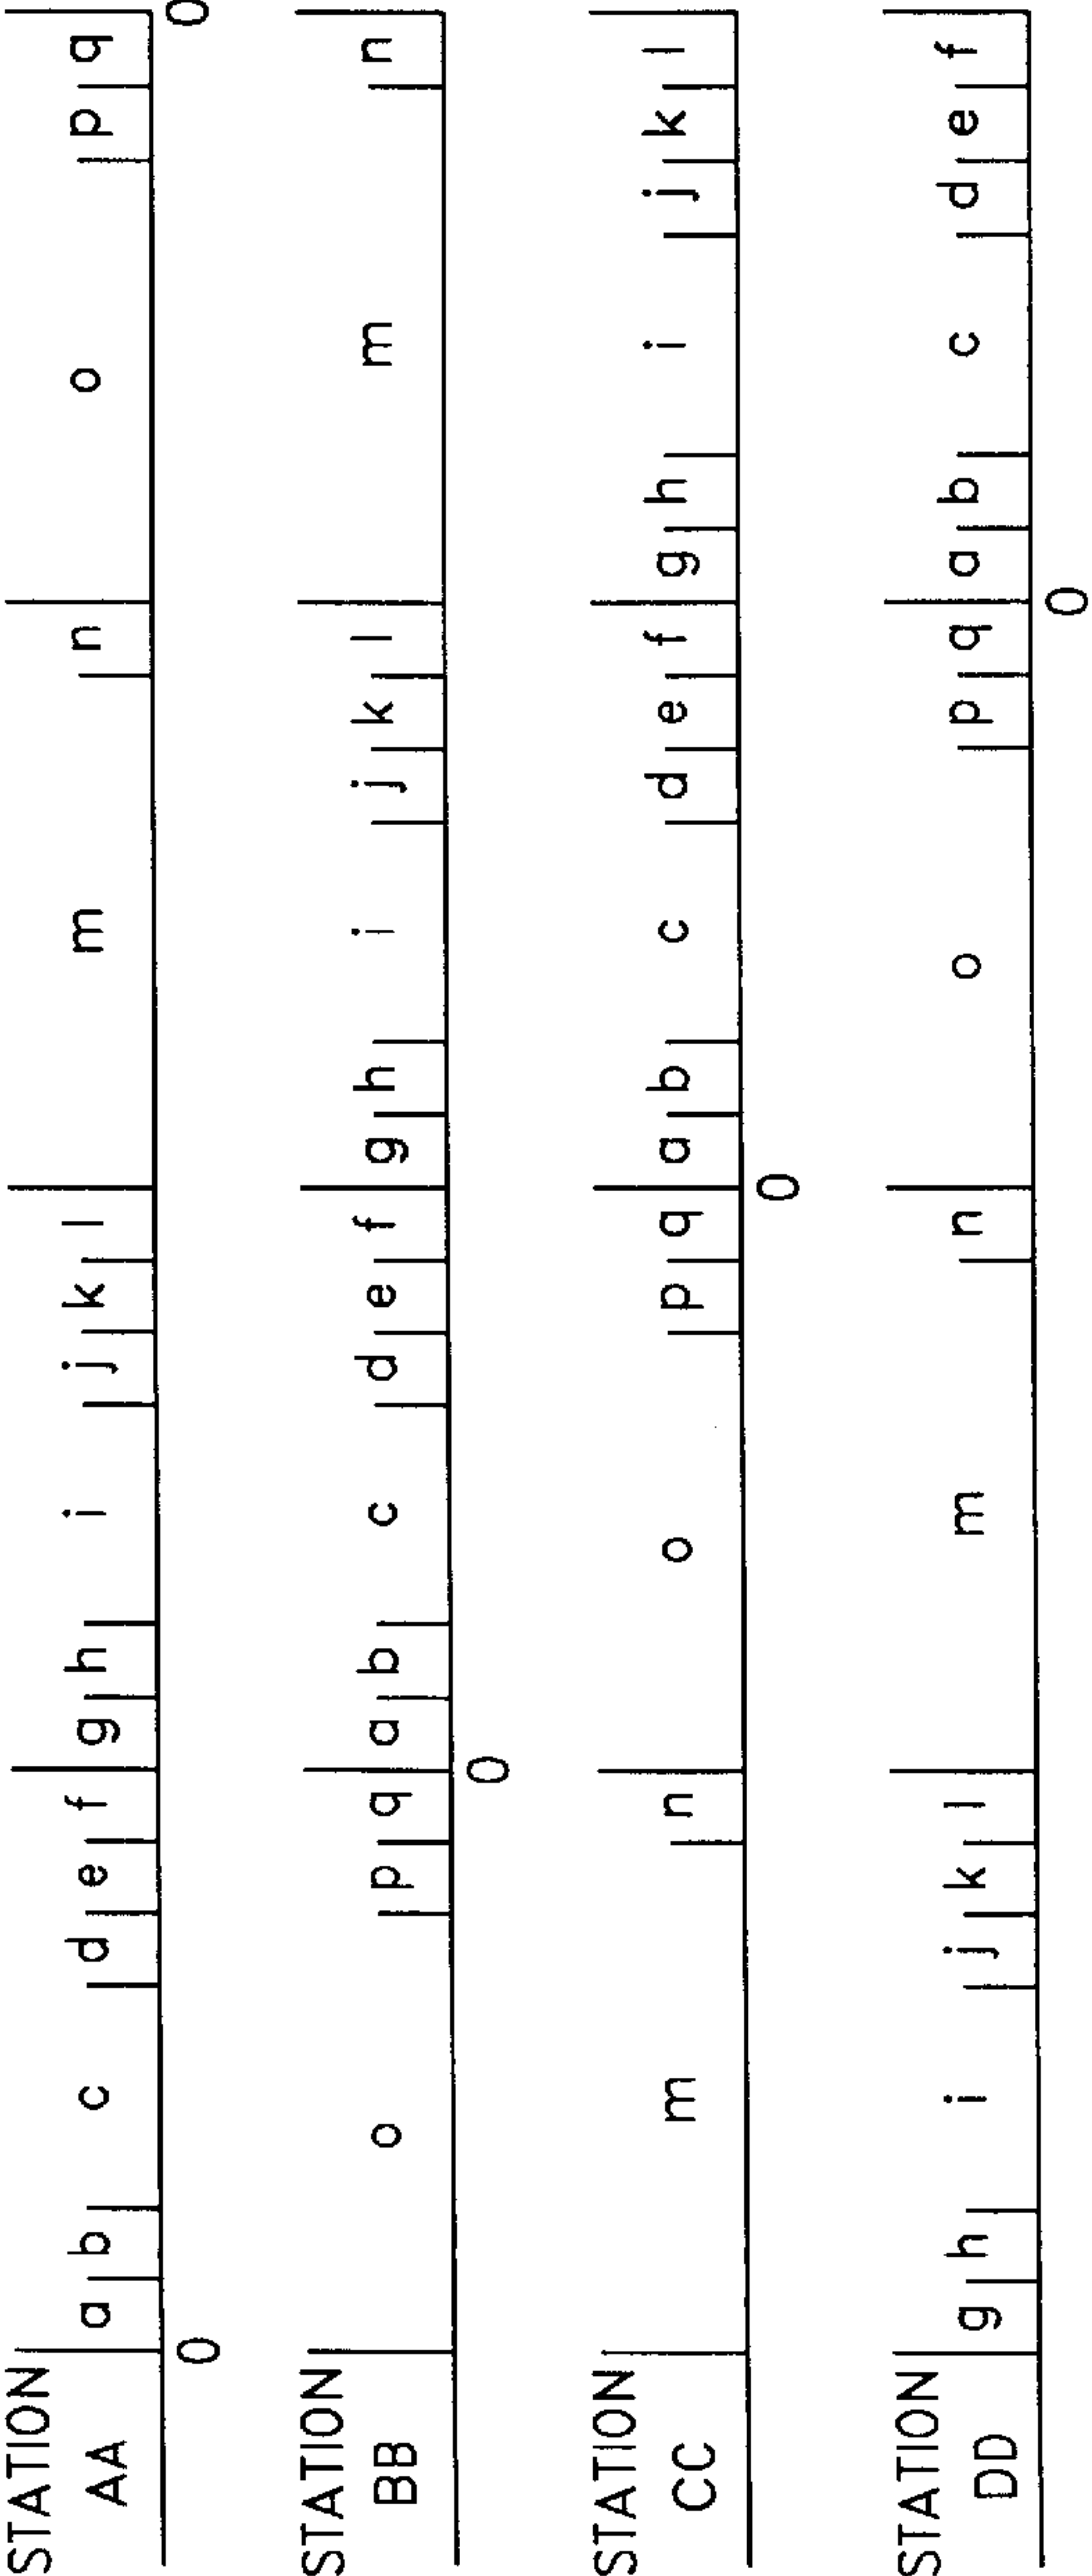 STATION
AA a b c d e f g h i j k l m n o p q
0 0
STATION
BB o p q a b c d e f g h i j k l m n
0
STATION
CC m n o p q a b c d e f g h i j k l
0
STATION
DD g h i j k l m n o p q a b c d e f
0